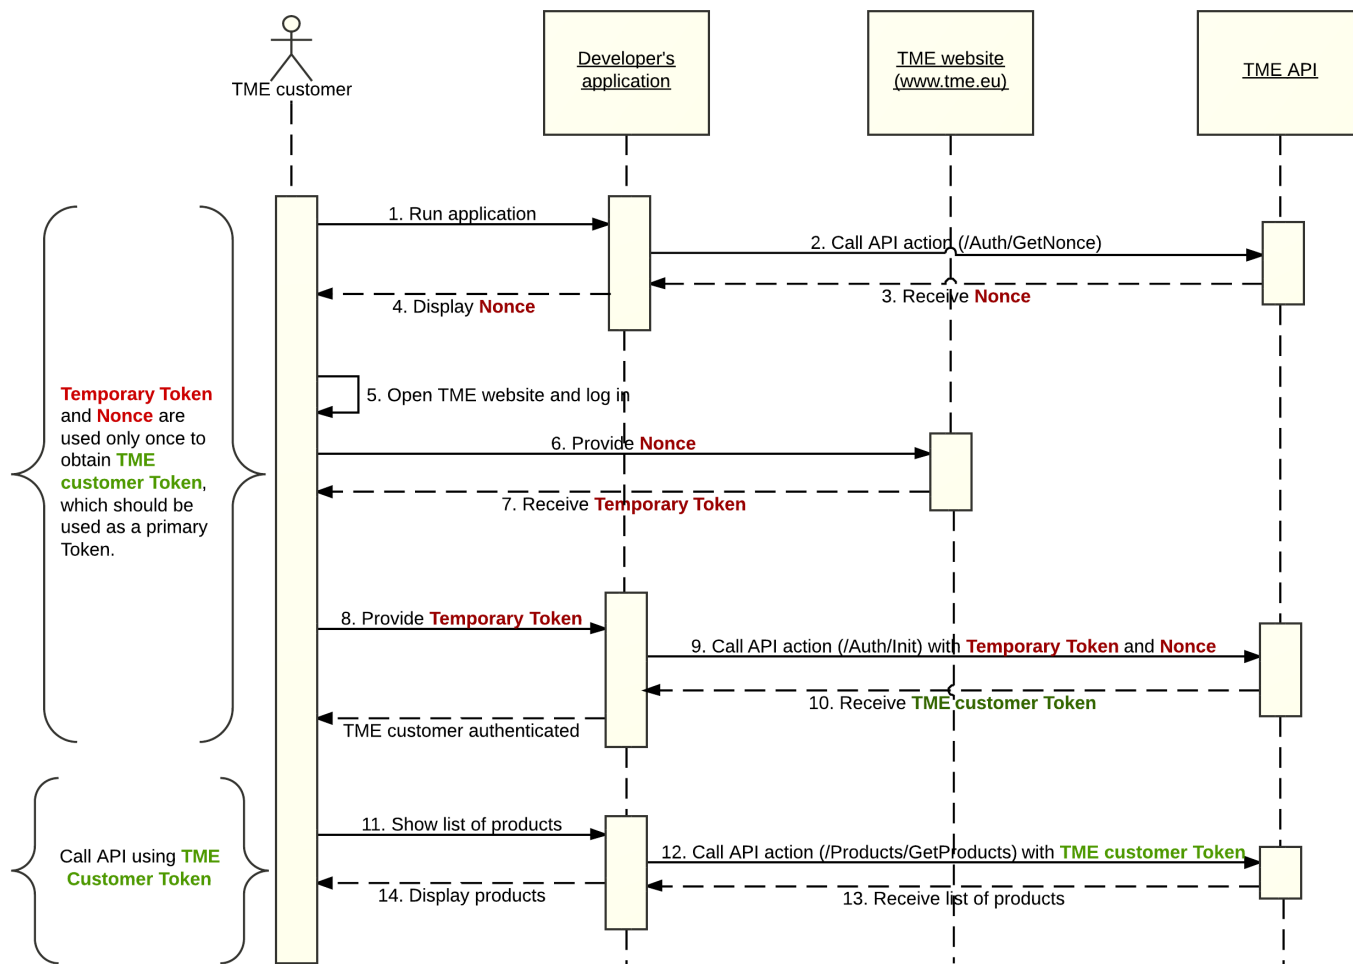 TME customer
Developer's
application
TME website
(www.tme.eu)
TME API
1. Run application
2. Call API action (/Auth/GetNonce)
3. Receive Nonce
4. Display Nonce
Temporary Token
and Nonce are
used only once to
obtain TME
customer Token,
which should be
used as a primary
Token.
5. Open TME website and log in
6. Provide Nonce
7. Receive Temporary Token
8. Provide Temporary Token
9. Call API action (/Auth/Init) with Temporary Token and Nonce
10. Receive TME customer Token
TME customer authenticated
Call API using TME
Customer Token
11. Show list of products
12. Call API action (/Products/GetProducts) with TME customer Token
13. Receive list of products
14. Display products